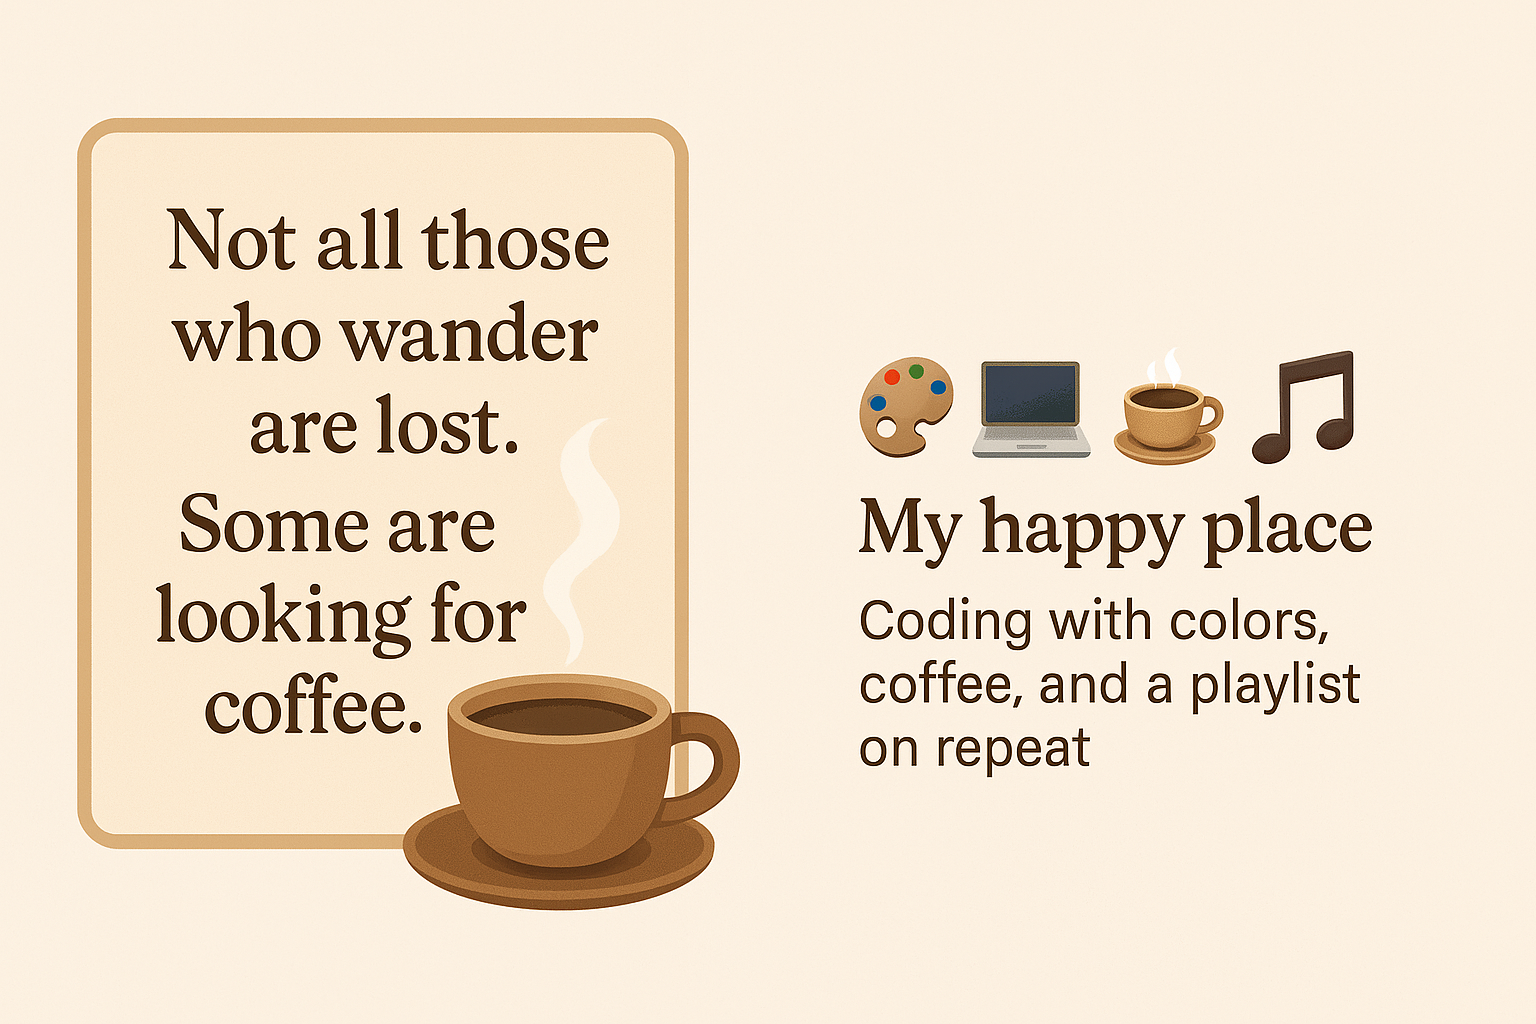 Not all those
who wander
are lost.
Some are
looking for
coffee.
My happy place
Coding with colors,
coffee, and a playlist
on repeat